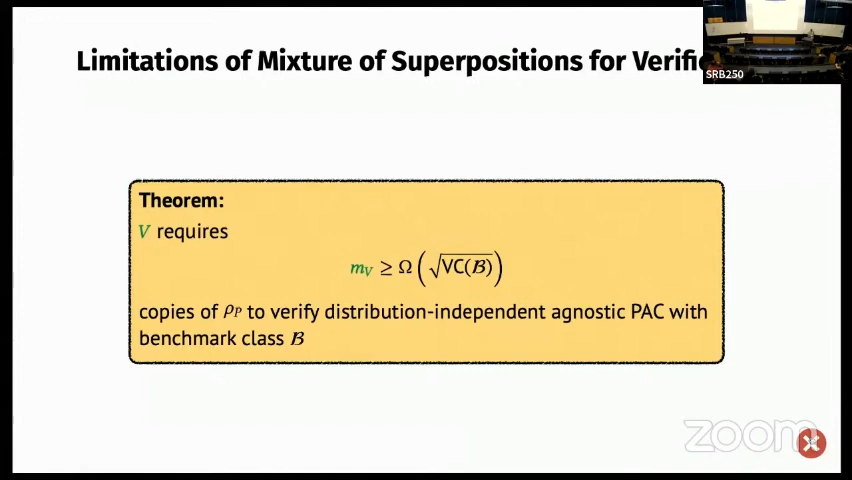 Limitations of Mixture of Superpositions for Verific
SRB250
Theorem:
V requires
m_V ≥ Ω(√VC(𝓑))
copies of ρ_P to verify distribution-independent agnostic PAC with
benchmark class 𝓑
zoom